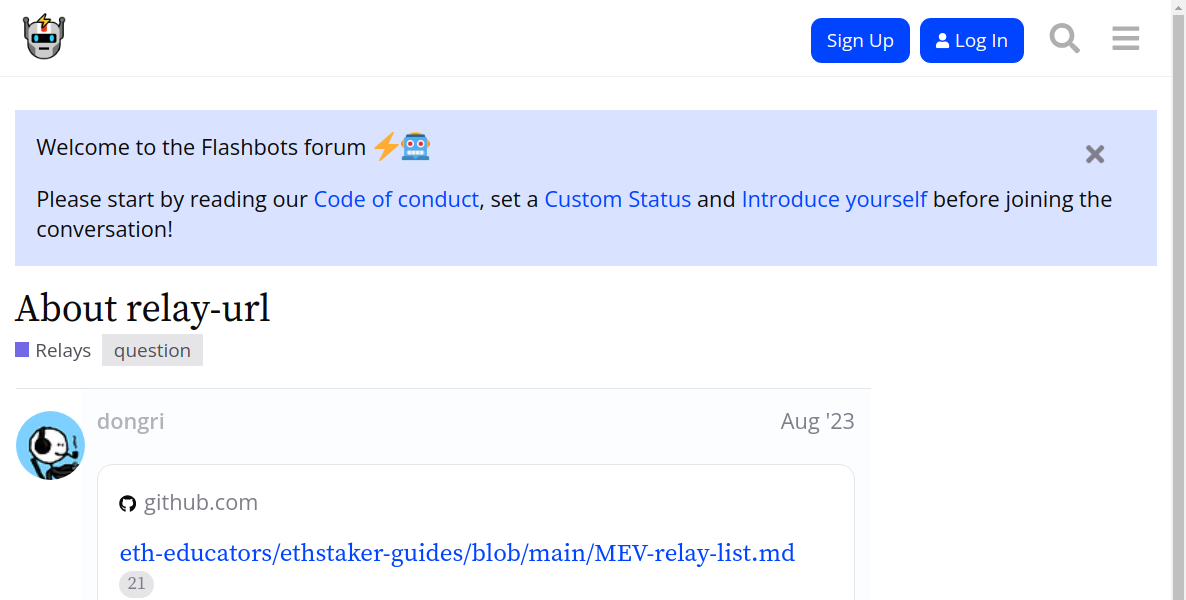 Sign Up
Log In
Welcome to the Flashbots forum
Please start by reading our Code of conduct, set a Custom Status and Introduce yourself before joining the
conversation!
About relay-url
Relays
question
dongri
Aug '23
github.com
eth-educators/ethstaker-guides/blob/main/MEV-relay-list.md
21